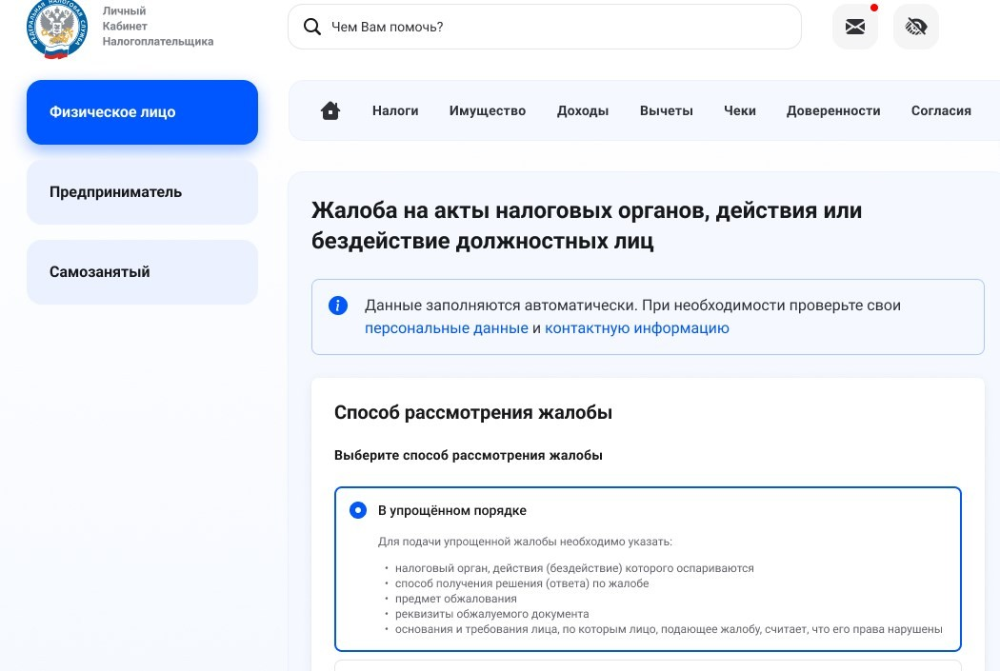 ФЕДЕРАЛЬНАЯ НАЛОГОВАЯ СЛУЖБА
Личный
Кабинет
Налогоплательщика
Чем Вам помочь?
Физическое лицо
Предприниматель
Самозанятый
Налоги Имущество Доходы Вычеты Чеки Доверенности Согласия
Жалоба на акты налоговых органов, действия или
бездействие должностных лиц
Данные заполняются автоматически. При необходимости проверьте свои
персональные данные и контактную информацию
Способ рассмотрения жалобы
Выберите способ рассмотрения жалобы
В упрощённом порядке
Для подачи упрощенной жалобы необходимо указать:
• налоговый орган, действия (бездействие) которого оспариваются
• способ получения решения (ответа) по жалобе
• предмет обжалования
• реквизиты обжалуемого документа
• основания и требования лица, по которым лицо, подающее жалобу, считает, что его права нарушены